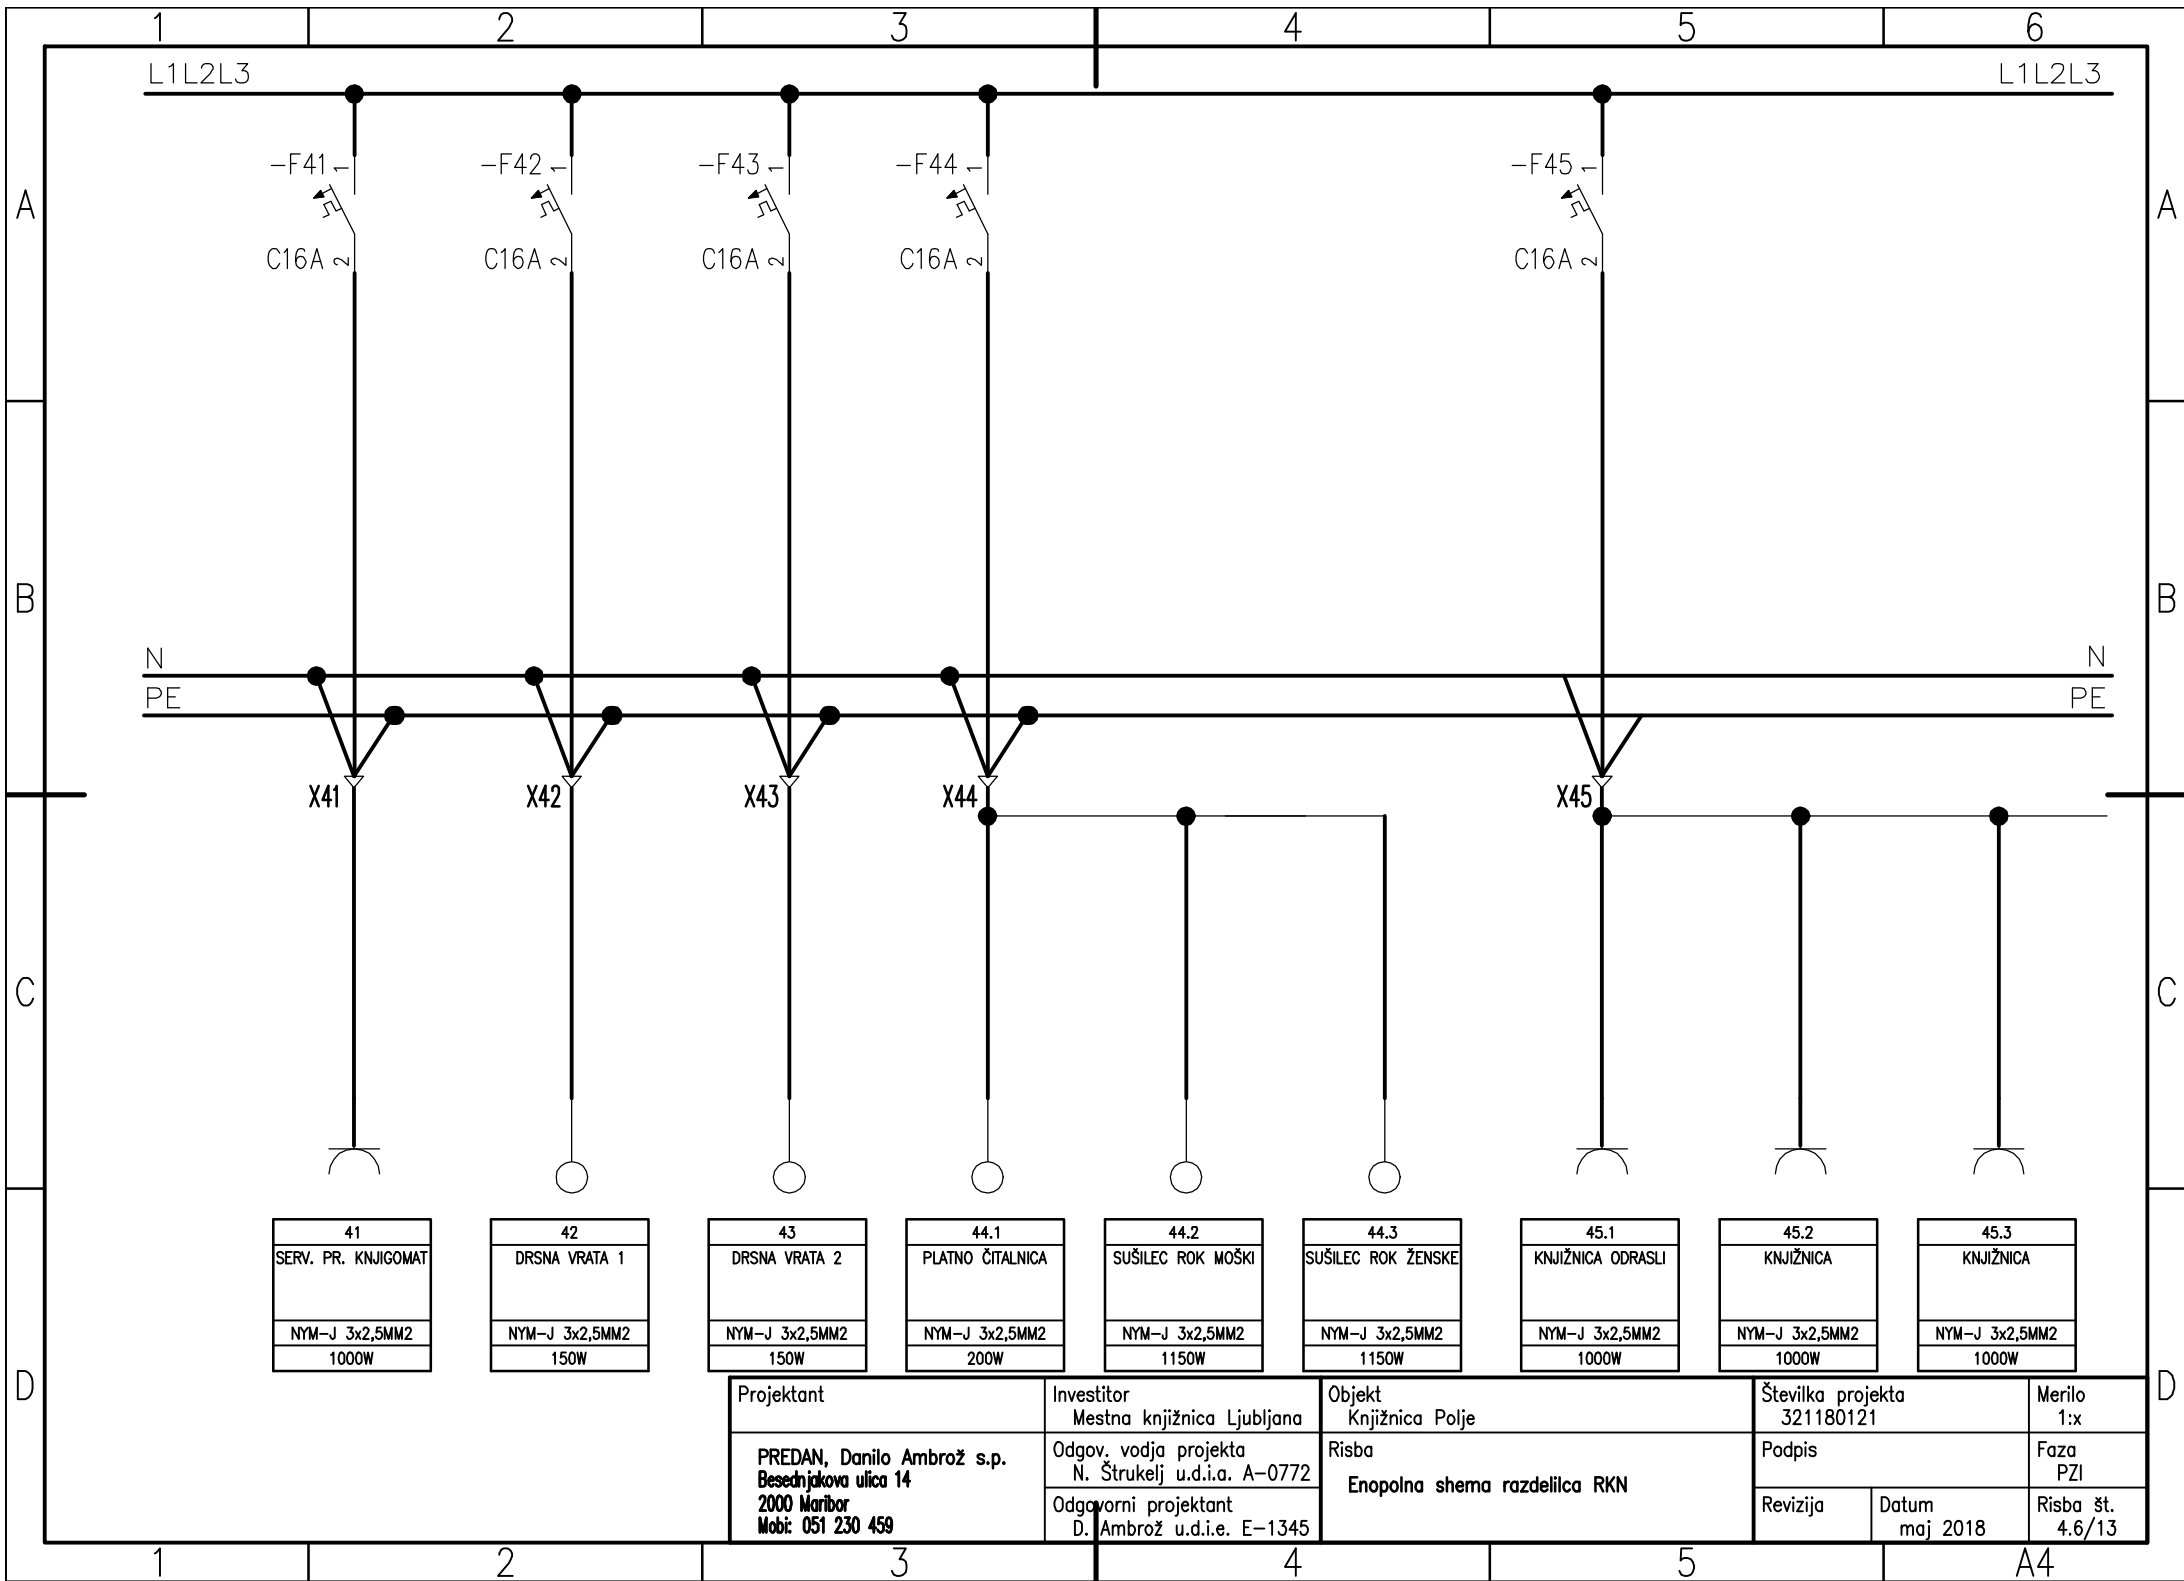 1 2 3 4 5 6
L1L2L3 L1L2L3
-F41 1 -F42 1 -F43 1 -F44 1 -F45 1
A A
C16A 2 C16A 2 C16A 2 C16A 2 C16A 2
B B
N N
PE PE
X41 X42 X43 X44 X45
C C
41 42 43 44.1 44.2 44.3 45.1 45.2 45.3
SERV. PR. KNJIGOMAT DRSNA VRATA 1 DRSNA VRATA 2 PLATNO ČITALNICA SUŠILEC ROK MOŠKI SUŠILEC ROK ŽENSKE KNJIŽNICA ODRASLI KNJIŽNICA KNJIŽNICA
NYM-J 3x2,5MM2 NYM-J 3x2,5MM2 NYM-J 3x2,5MM2 NYM-J 3x2,5MM2 NYM-J 3x2,5MM2 NYM-J 3x2,5MM2 NYM-J 3x2,5MM2 NYM-J 3x2,5MM2 NYM-J 3x2,5MM2
1000W 150W 150W 200W 1150W 1150W 1000W 1000W 1000W
D D
Projektant
PREDAN, Danilo Ambrož s.p.
Besednjakova ulica 14
2000 Maribor
Mobi: 051 230 459
Investitor
Mestna knjižnica Ljubljana
Odgov. vodja projekta
N. Štrukelj u.d.i.a. A-0772
Odgovorni projektant
D. Ambrož u.d.i.e. E-1345
Objekt
Knjižnica Polje
Risba
Enopolna shema razdelilca RKN
Številka projekta
321180121
Merilo
1:x
Podpis
Faza
PZI
Revizija
Datum
maj 2018
Risba št.
4.6/13
1 2 3 4 5 A4